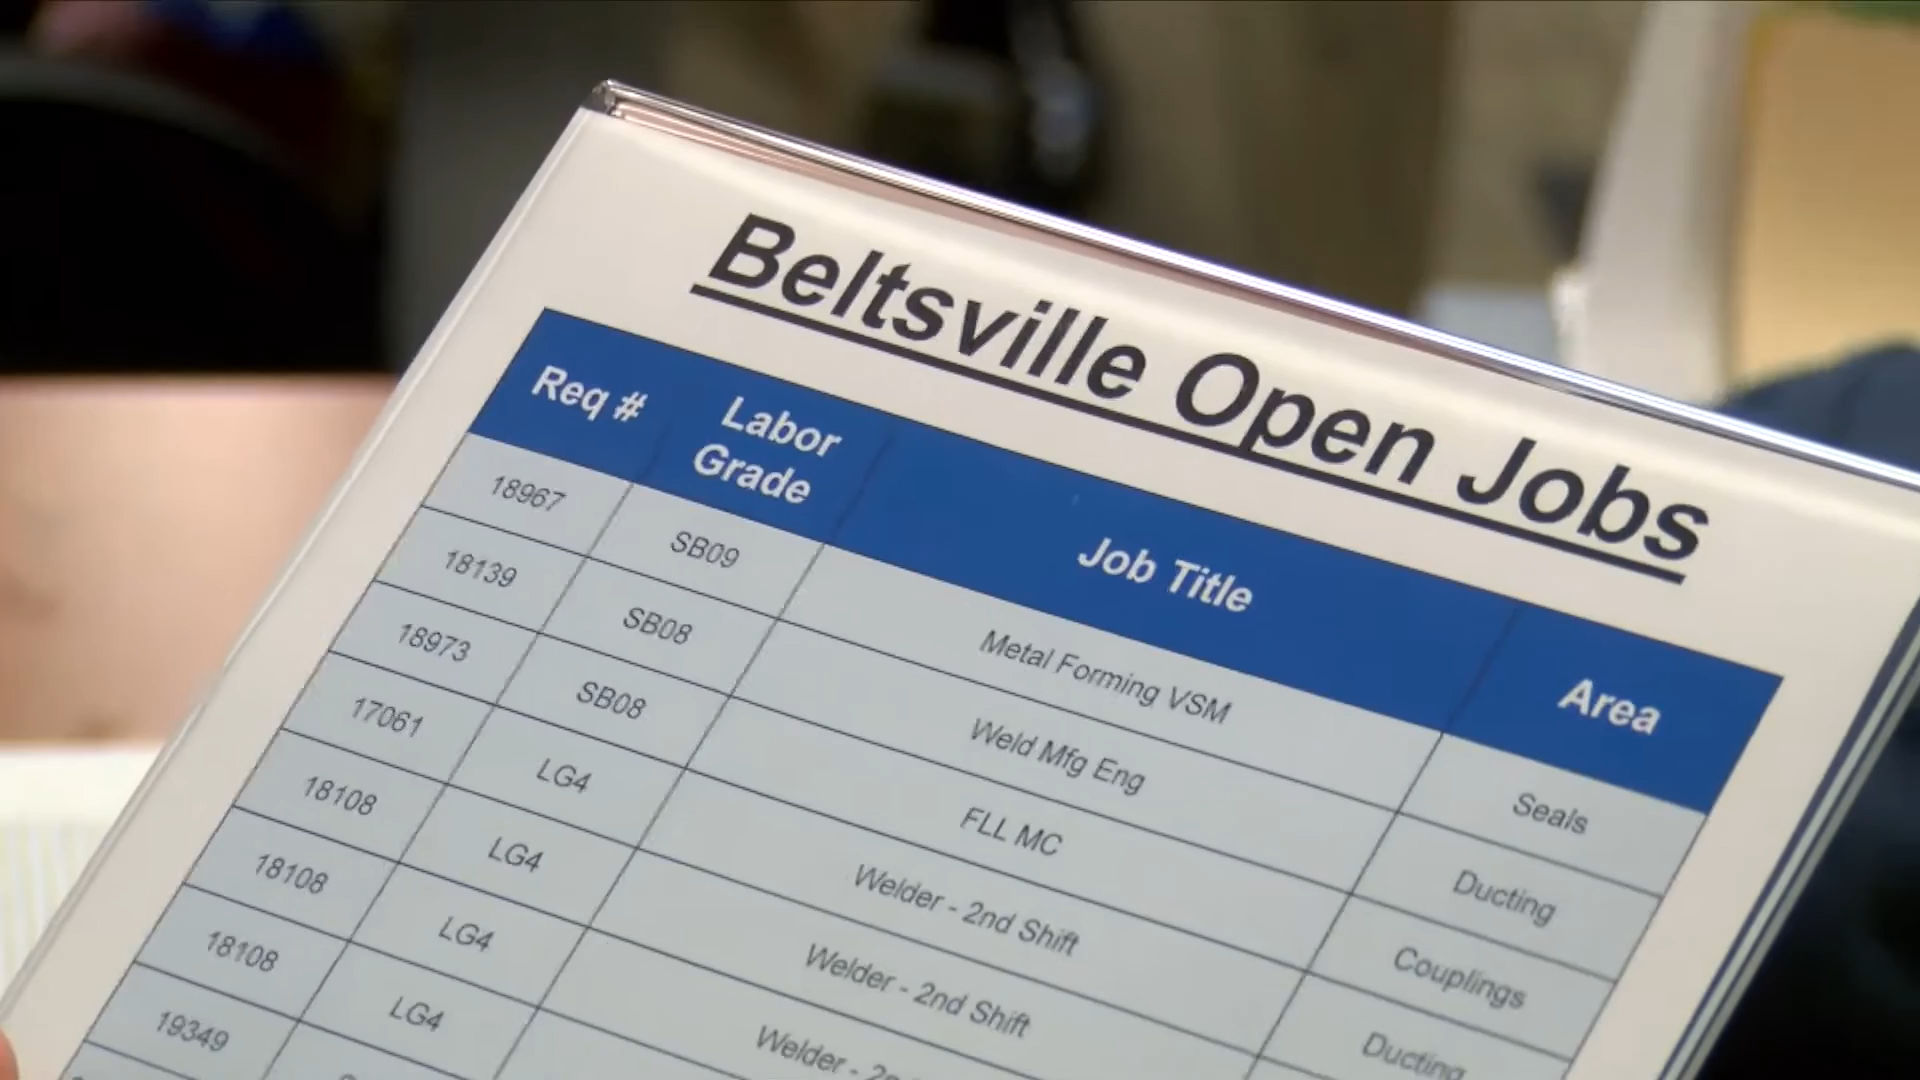 Beltsville Open Jobs
Req # Labor Grade Job Title Area
18967 SB09 Metal Forming VSM Seals
18139 SB08 Weld Mfg Eng Ducting
18973 SB08 FLL MC Couplings
17061 LG4 Welder - 2nd Shift Ducting
18108 LG4 Welder - 2nd Shift
18108 LG4 Welder -
18108 LG4
19349